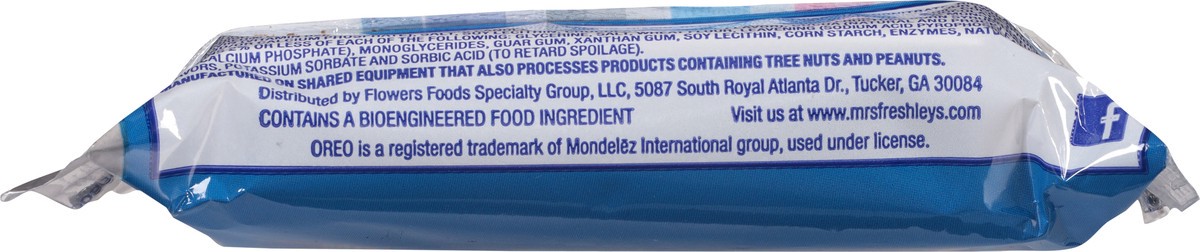 % OR LESS OF EACH OF THE FOLLOWING: GLYCERIN, SALT, XANTHAN GUM, SOY LECITHIN, CORN STARCH, ENZYMES,
CALCIUM PHOSPHATE), MONOGLYCERIDES, GUAR GUM,
POTASSIUM SORBATE AND SORBIC ACID (TO RETARD SPOILAGE).
MANUFACTURED ON SHARED EQUIPMENT THAT ALSO PROCESSES PRODUCTS CONTAINING TREE NUTS AND PEANUTS.
Distributed by Flowers Foods Specialty Group, LLC, 5087 South Royal Atlanta Dr., Tucker, GA 30084
CONTAINS A BIOENGINEERED FOOD INGREDIENT Visit us at www.mrsfreshleys.com
OREO is a registered trademark of Mondelēz International group, used under license.
f